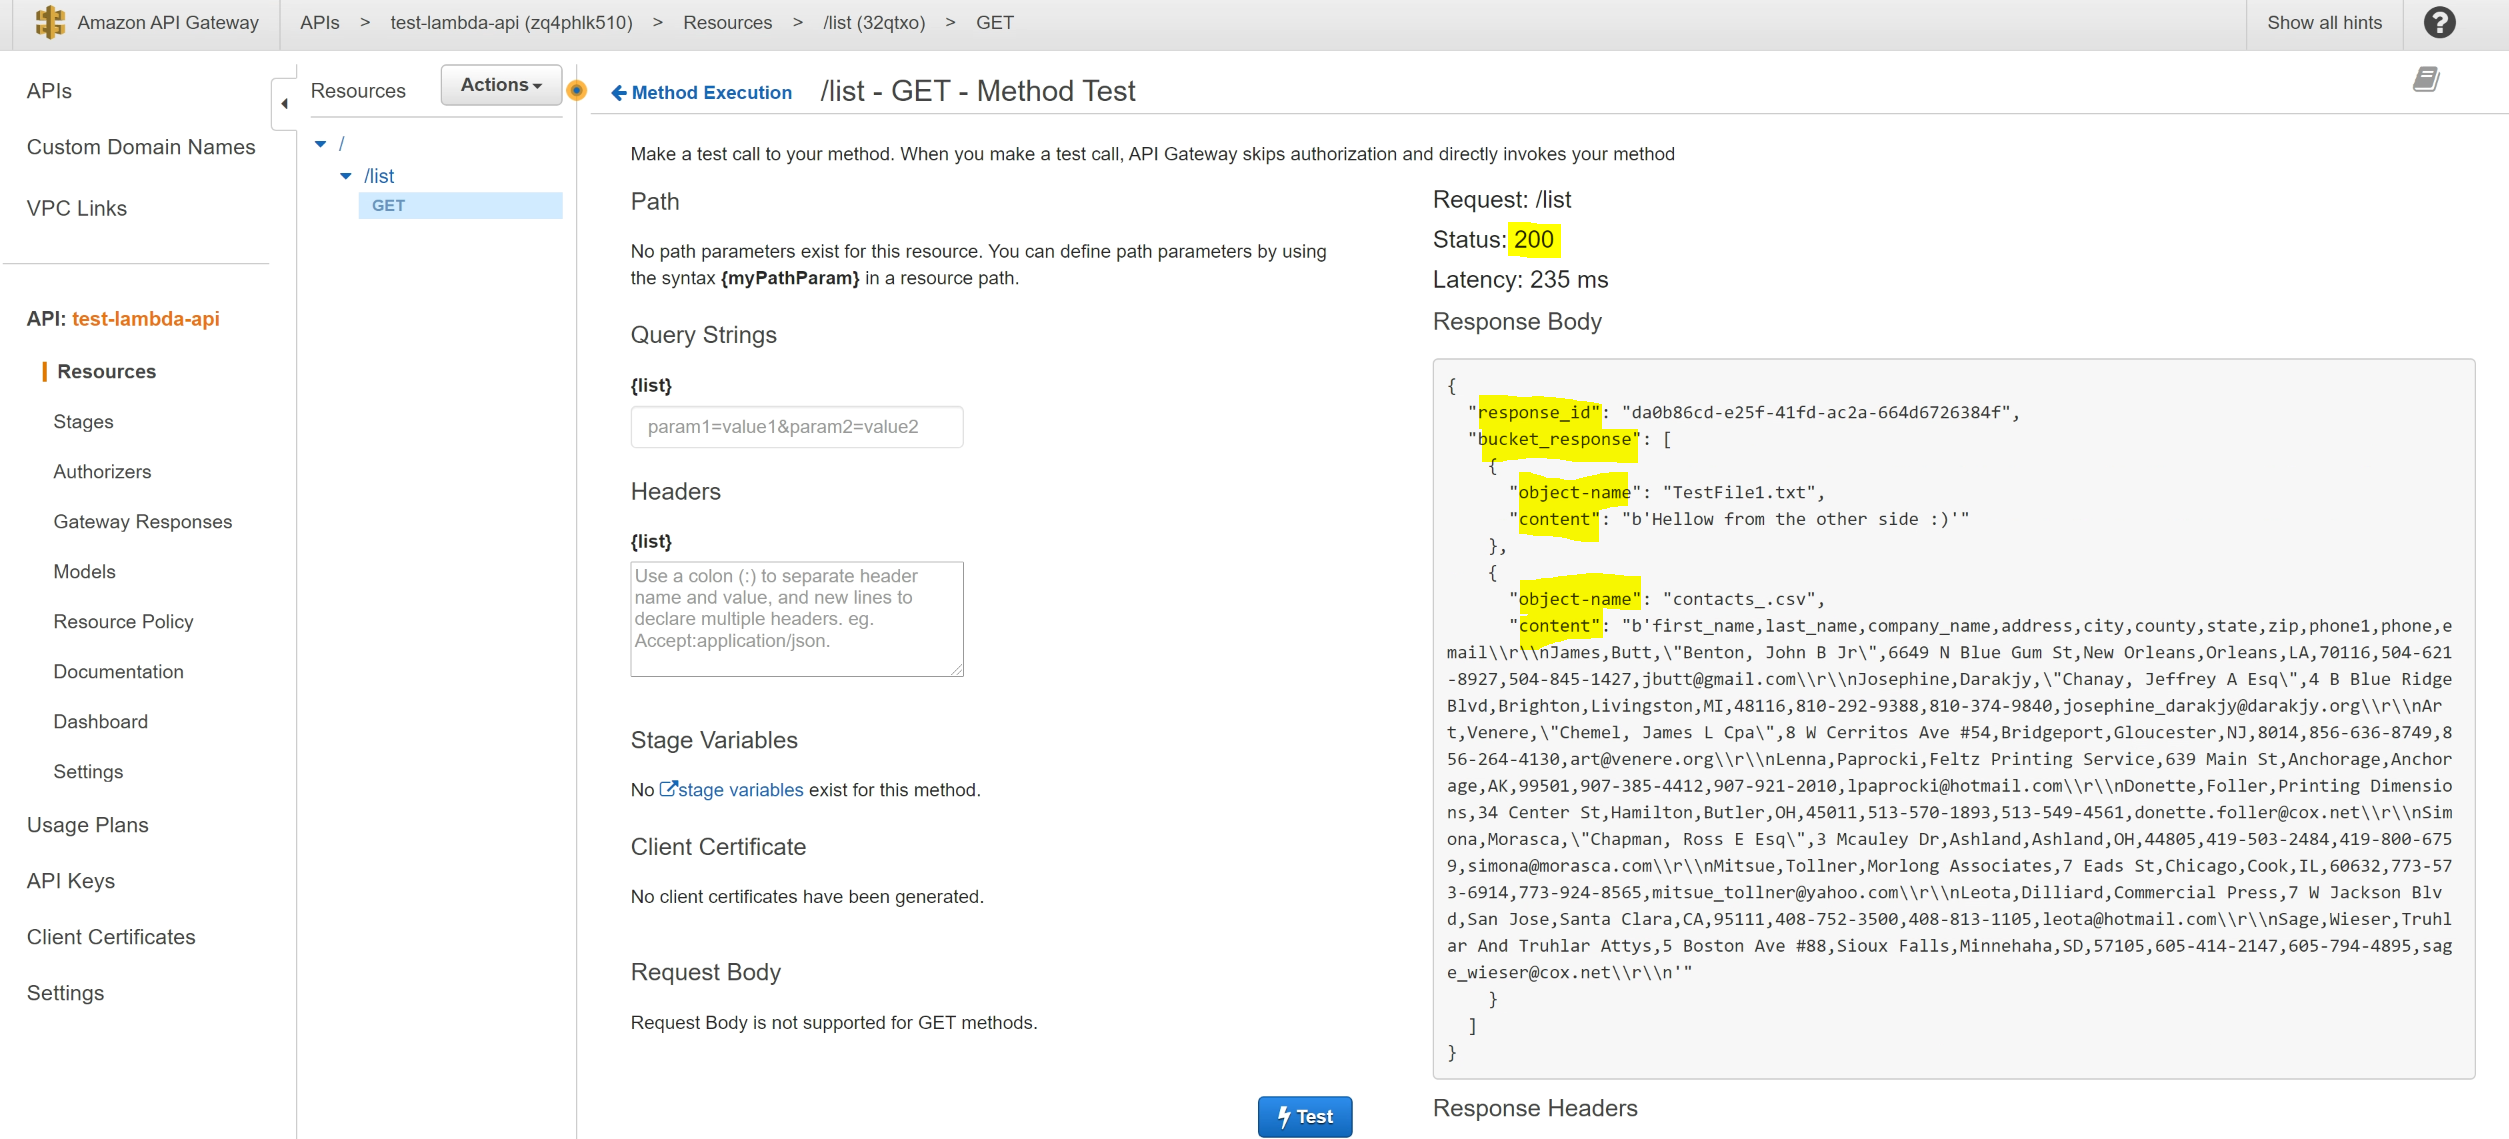 Amazon API Gateway
APIs > test-lambda-api (zq4phlk510) > Resources > /list (32qtxo) > GET
Show all hints
?
APIs
Custom Domain Names
VPC Links
API: test-lambda-api
Resources
Stages
Authorizers
Gateway Responses
Models
Resource Policy
Documentation
Dashboard
Settings
Usage Plans
API Keys
Client Certificates
Settings
Resources
Actions
/
/list
GET
Method Execution
/list - GET - Method Test
Make a test call to your method. When you make a test call, API Gateway skips authorization and directly invokes your method
Path
No path parameters exist for this resource. You can define path parameters by using
the syntax {myPathParam} in a resource path.
Query Strings
{list}
param1=value1&param2=value2
Headers
{list}
Use a colon (:) to separate header
name and value, and new lines to
declare multiple headers. eg.
Accept:application/json.
Stage Variables
No stage variables exist for this method.
Client Certificate
No client certificates have been generated.
Request Body
Request Body is not supported for GET methods.
Test
Request: /list
Status: 200
Latency: 235 ms
Response Body
{
"response_id": "da0b86cd-e25f-41fd-ac2a-664d6726384f",
"bucket_response": [
{
"object-name": "TestFile1.txt",
"content": "b'Hellow from the other side :)'"
},
{
"object-name": "contacts_.csv",
"content": "b'first_name,last_name,company_name,address,city,county,state,zip,phone1,phone,e
mail\\r\\nJames,Butt,\"Benton, John B Jr\",6649 N Blue Gum St,New Orleans,Orleans,LA,70116,504-621
-8927,504-845-1427,jbutt@gmail.com\\r\\nJosephine,Darakjy,\"Chanay, Jeffrey A Esq\",4 B Blue Ridge
Blvd,Brighton,Livingston,MI,48116,810-292-9388,810-374-9840,josephine_darakjy@darakjy.org\\r\\nAr
t,Venere,\"Chemel, James L Cpa\",8 W Cerritos Ave #54,Bridgeport,Gloucester,NJ,8014,856-636-8749,8
56-264-4130,art@venere.org\\r\\nLenna,Paprocki,Feltz Printing Service,639 Main St,Anchorage,Anchor
age,AK,99501,907-385-4412,907-921-2010,lpaprocki@hotmail.com\\r\\nDonette,Foller,Printing Dimensio
ns,34 Center St,Hamilton,Butler,OH,45011,513-570-1893,513-549-4561,donette.foller@cox.net\\r\\nSim
ona,Morasca,\"Chapman, Ross E Esq\",3 Mcauley Dr,Ashland,Ashland,OH,44805,419-503-2484,419-800-675
9,simona@morasca.com\\r\\nMitsue,Tollner,Morlong Associates,7 Eads St,Chicago,Cook,IL,60632,773-57
3-6914,773-924-8565,mitsue_tollner@yahoo.com\\r\\nLeota,Dilliard,Commercial Press,7 W Jackson Blv
d,San Jose,Santa Clara,CA,95111,408-752-3500,408-813-1105,leota@hotmail.com\\r\\nSage,Wieser,Truhl
ar And Truhlar Attys,5 Boston Ave #88,Sioux Falls,Minnehaha,SD,57105,605-414-2147,605-794-4895,sag
e_wieser@cox.net\\r\\n'"
}
]
}
Response Headers